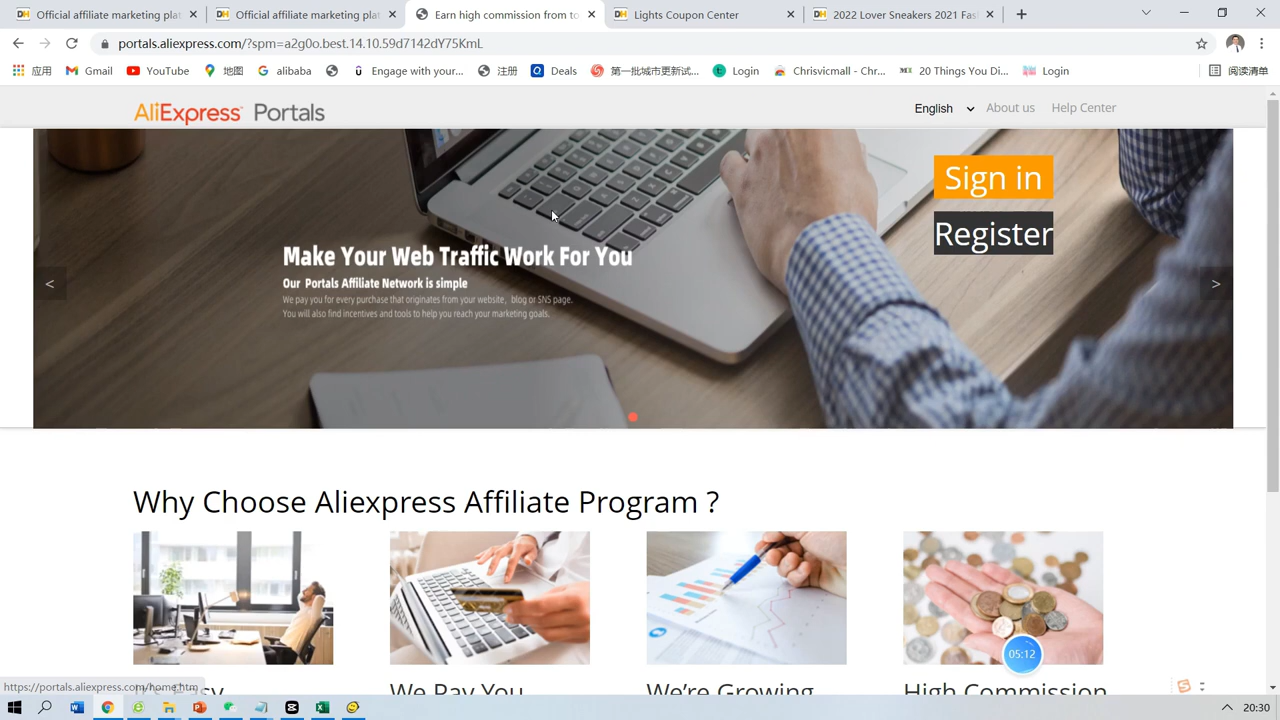 Official affiliate marketing plat
Official affiliate marketing plat
Earn high commission from to
Lights Coupon Center
2022 Lover Sneakers 2021 Fas
portals.aliexpress.com/?spm=a2g0o.best.14.10.59d7142dY75KmL
应用
Gmail
YouTube
地图
alibaba
Engage with your...
注册
Deals
第一批城市更新试...
Login
Chrisvicmall - Chr...
20 Things You Di...
Login
阅读清单
AliExpress Portals
English
About us
Help Center
Sign in
Register
Make Your Web Traffic Work For You
Our Portals Affiliate Network is simple
We pay you for every purchase that originates from your website, blog or SNS page.
You will also find incentives and tools to help you reach your marketing goals.
<
>
Why Choose Aliexpress Affiliate Program ?
05:12
https://portals.aliexpress.com/home.htm
We Pay You
We're Growing
High Commission
20:30